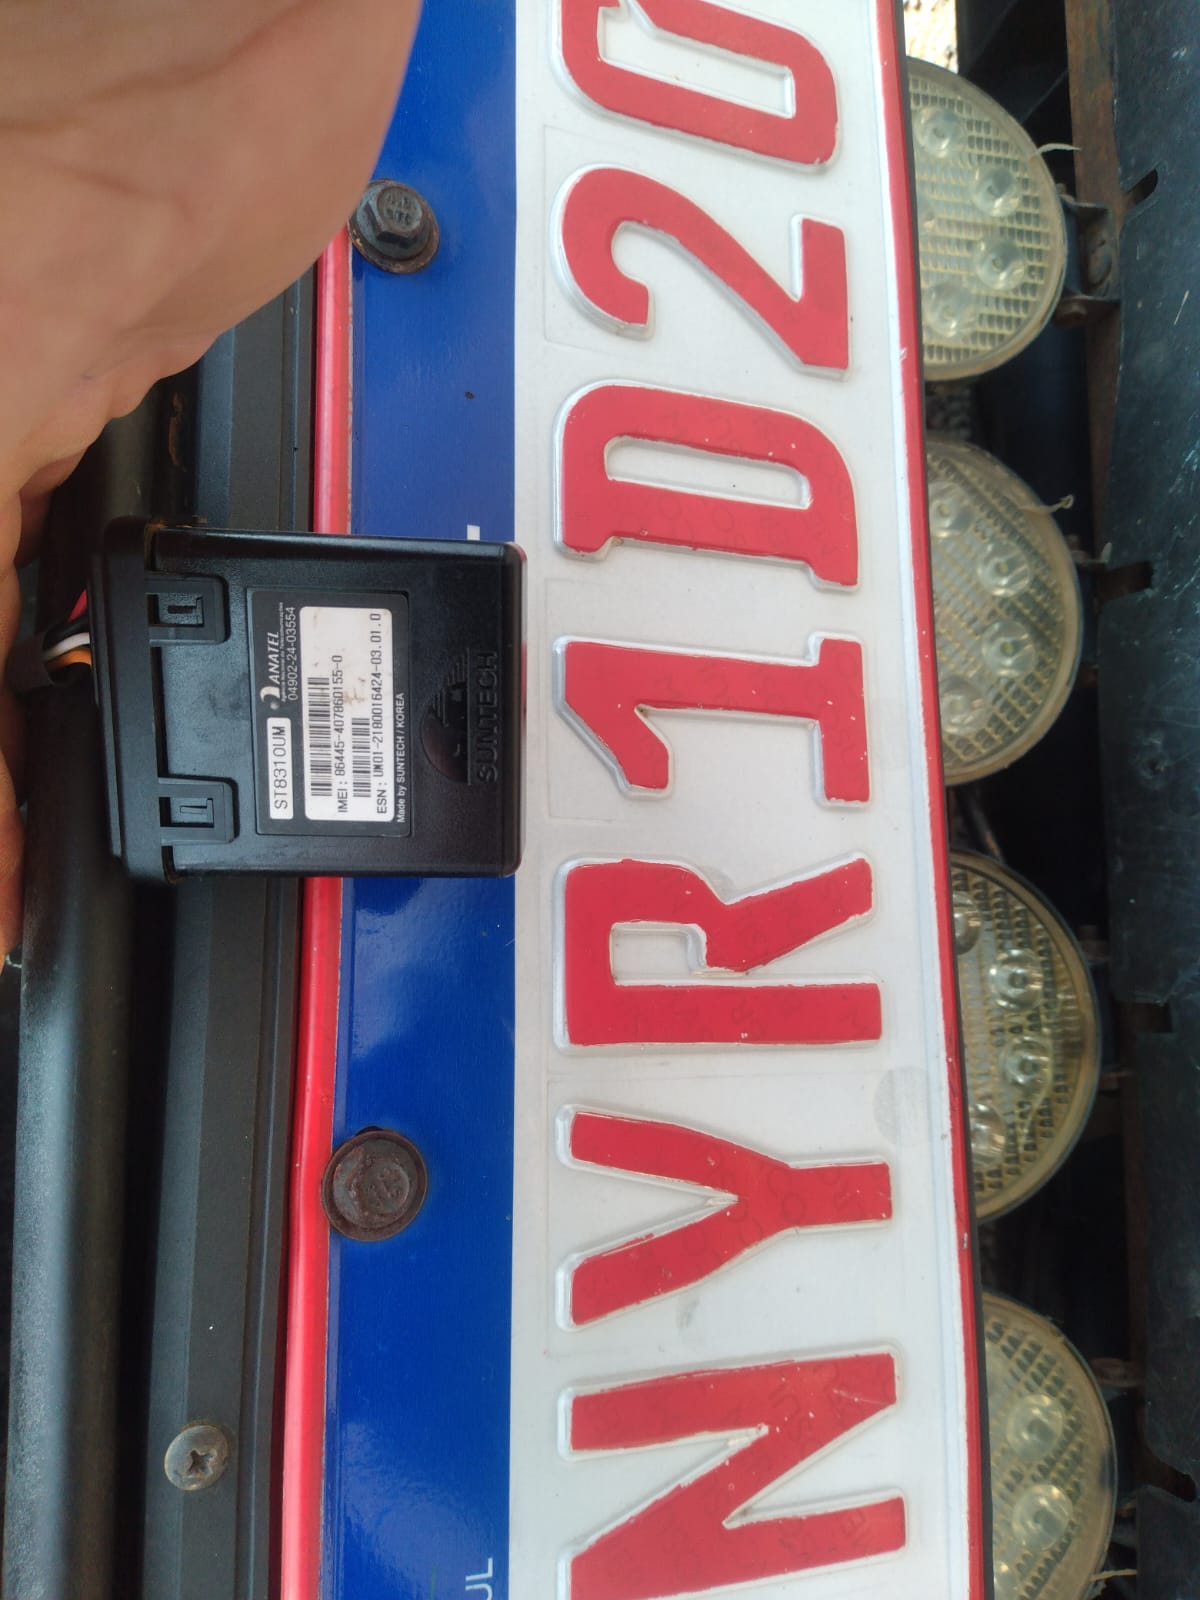 ST8310UM
ANATEL
04902-24-03554
IMEI : 86445-407860155-0
ESN : UM01-2180016424-03.01.0
Made by SUNTECH / KOREA
SUNTECH
NYR1D20
UL